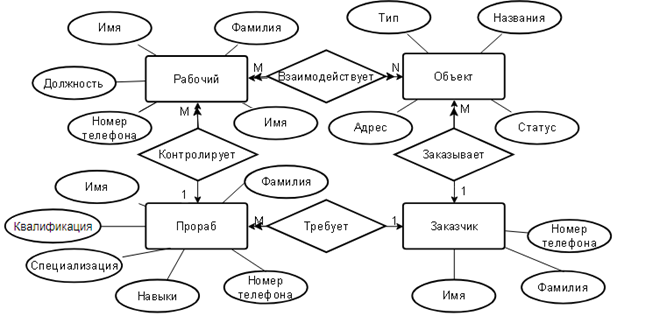 Тип
Названия
Имя
Фамилия
M
N
Рабочий
Взаимодействует
Объект
Должность
Номер
телефона
Имя
M
Адрес
M
Статус
Контролирует
Заказывает
Имя
Фамилия
1
1
Квалификация
Прораб
M
Требует
1
Заказчик
Номер
телефона
Специализация
Навыки
Номер
телефона
Имя
Фамилия